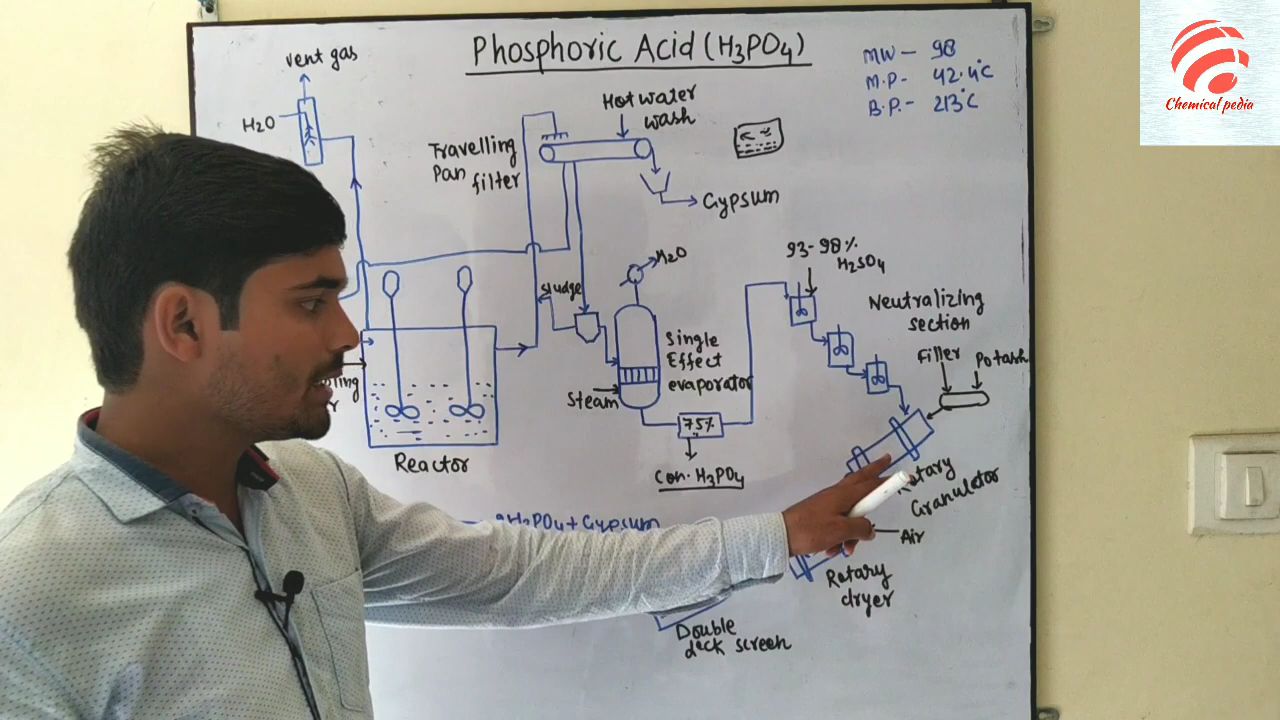 Phosphoric Acid (H3PO4)
MW - 98
M.P. - 42.4°C
B.P. - 213°C
Chemical pedia
vent gas
H2O
Travelling
Pan
filter
Hot water
wash
Gypsum
sludge
H2O
Single
Effect
evaporator
Steam
75%
Con. H3PO4
93-98%
H2SO4
Neutralizing
section
Filler
Potash
Rotary
Granulator
Air
Rotary
dryer
Double
deck screen
Reactor
H3PO4 + Gypsum